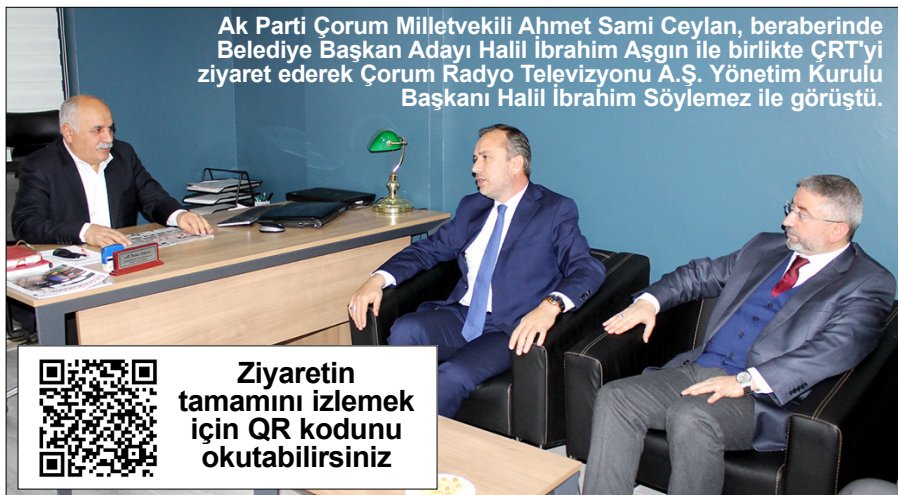 Ak Parti Çorum Milletvekili Ahmet Sami Ceylan, beraberinde
Belediye Başkan Adayı Halil İbrahim Aşgın ile birlikte ÇRT'yi
ziyaret ederek Çorum Radyo Televizyonu A.Ş. Yönetim Kurulu
Başkanı Halil İbrahim Söylemez ile görüştü.
Ziyaretin
tamamını izlemek
için QR kodunu
okutabilirsiniz